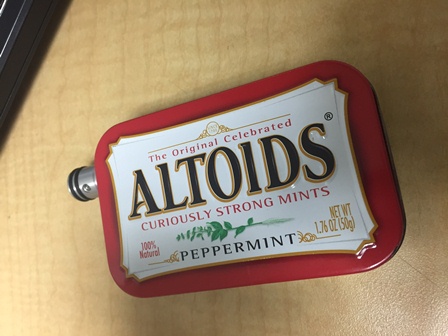 The Original Celebrated
ALTOIDS®
CURIOUSLY STRONG MINTS
100%
Natural
PEPPERMINT
NET WT
1.76 OZ (50g)